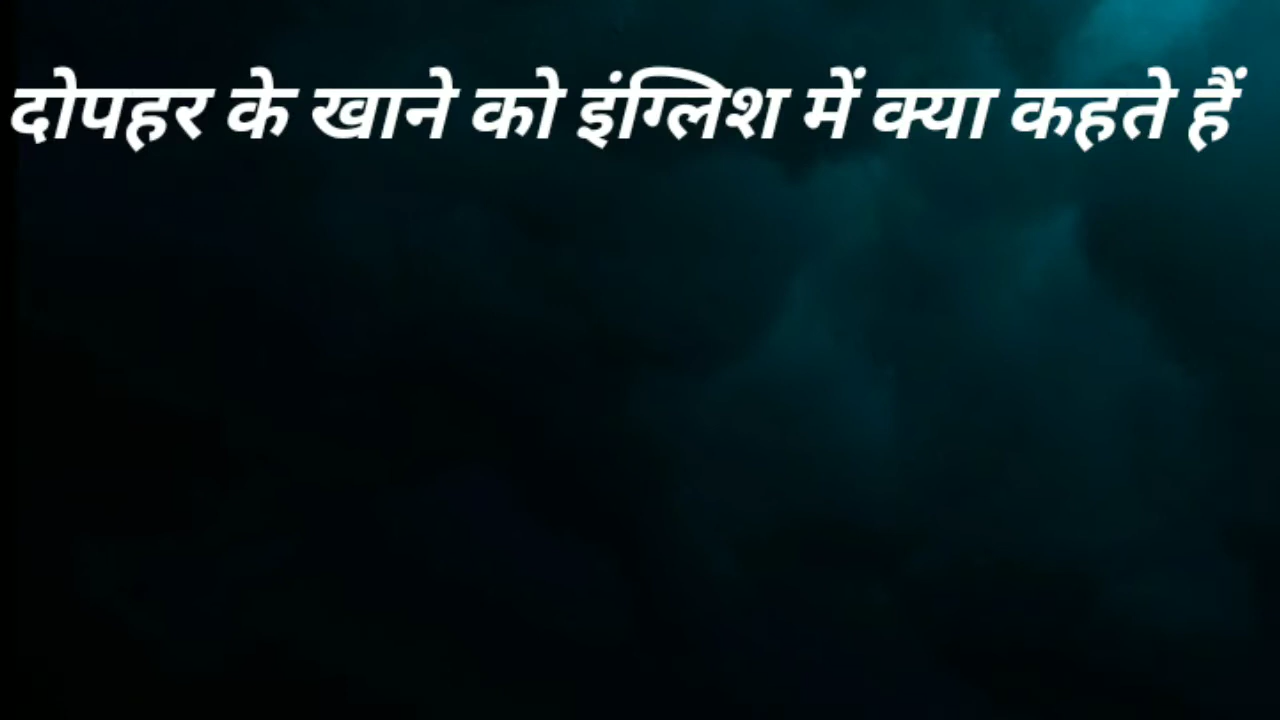 दोपहर के खाने को इंग्लिश में क्या कहते हैं